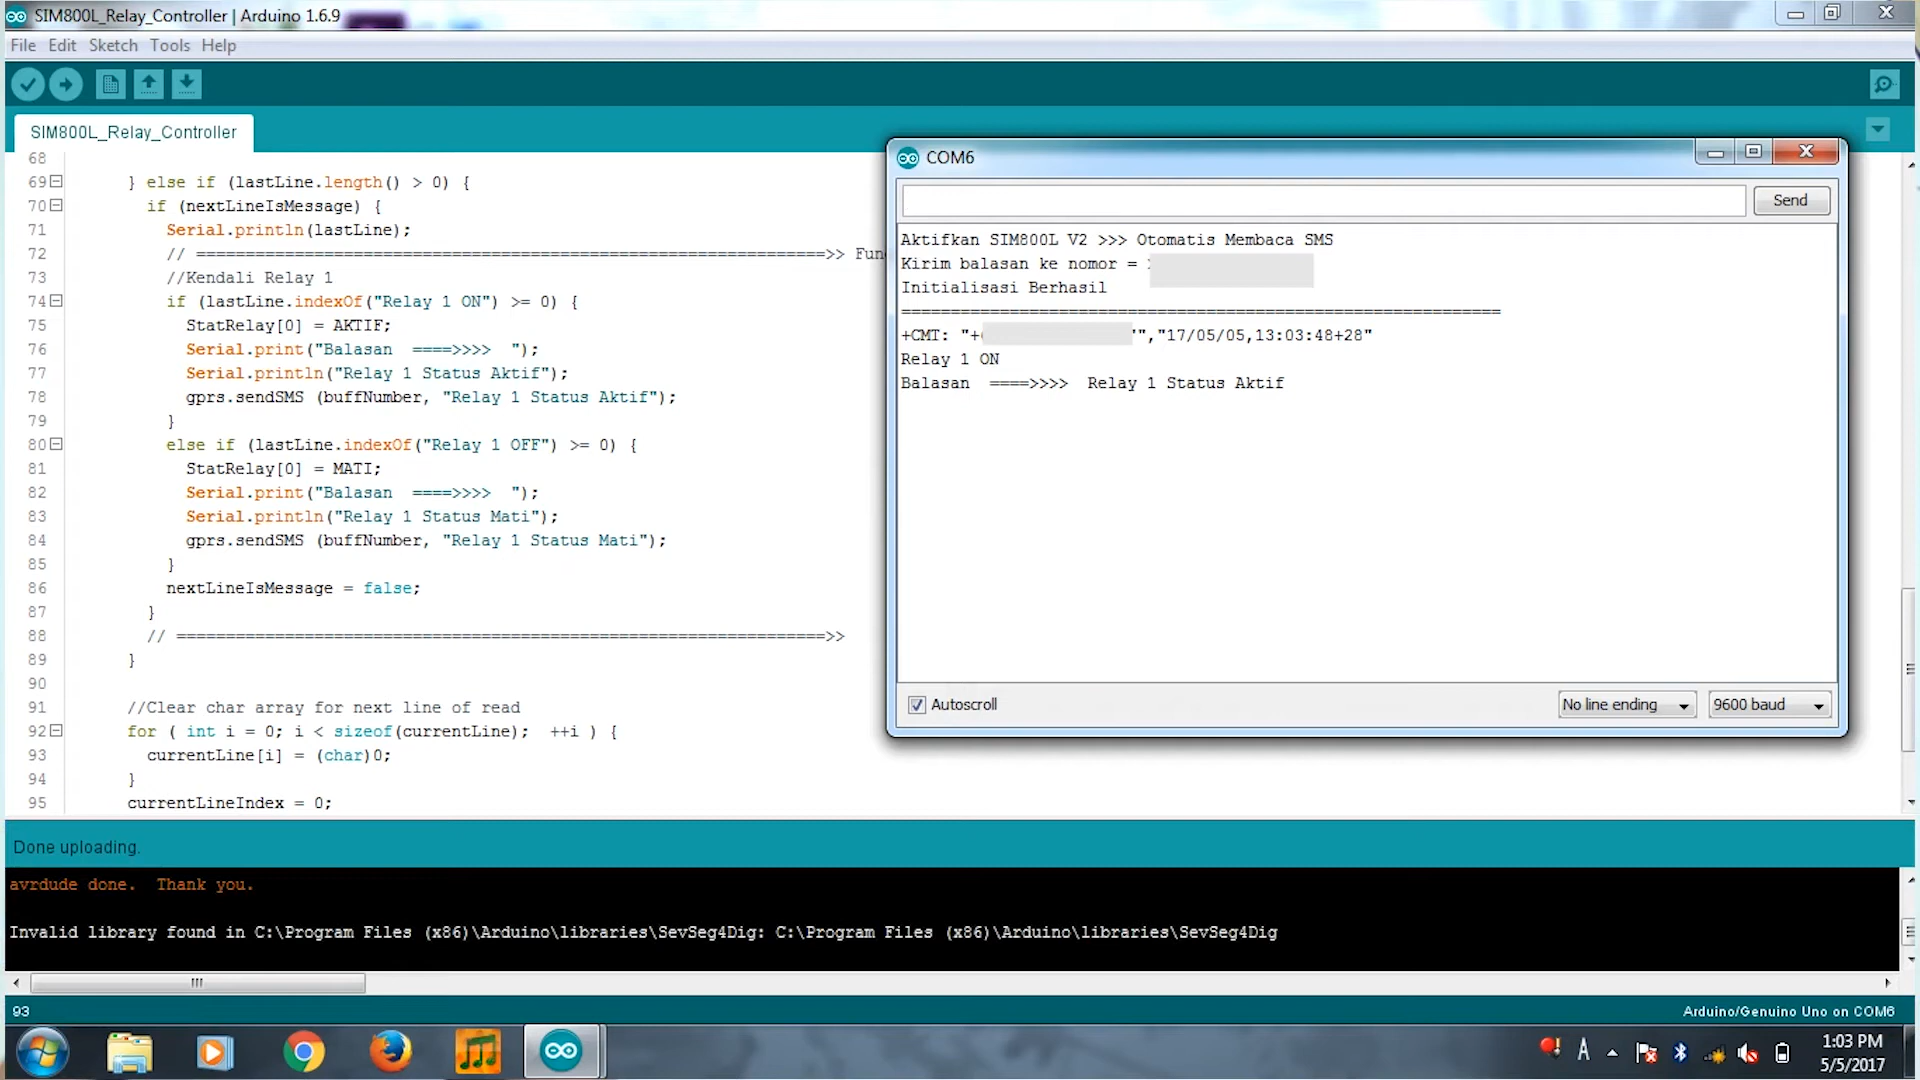 SIM800L_Relay_Controller | Arduino 1.6.9
File Edit Sketch Tools Help
SIM800L_Relay_Controller
68
69 } else if (lastLine.length() > 0) {
70 if (nextLineIsMessage) {
71 Serial.println(lastLine);
72 // ================================================================>> Fun
73 //Kendali Relay 1
74 if (lastLine.indexOf("Relay 1 ON") >= 0) {
75 StatRelay[0] = AKTIF;
76 Serial.print("Balasan  ====>>>>  ");
77 Serial.println("Relay 1 Status Aktif");
78 gprs.sendSMS (buffNumber, "Relay 1 Status Aktif");
79 }
80 else if (lastLine.indexOf("Relay 1 OFF") >= 0) {
81 StatRelay[0] = MATI;
82 Serial.print("Balasan  ====>>>>  ");
83 Serial.println("Relay 1 Status Mati");
84 gprs.sendSMS (buffNumber, "Relay 1 Status Mati");
85 }
86 nextLineIsMessage = false;
87 }
88 // ==================================================================>>
89 }
90
91 //Clear char array for next line of read
92 for ( int i = 0; i < sizeof(currentLine);  ++i ) {
93 currentLine[i] = (char)0;
94 }
95 currentLineIndex = 0;
COM6
Send
Aktifkan SIM800L V2 >>> Otomatis Membaca SMS
Kirim balasan ke nomor =
Initialisasi Berhasil
=============================================================
+CMT: "+ "","17/05/05,13:03:48+28"
Relay 1 ON
Balasan  ====>>>>  Relay 1 Status Aktif
Autoscroll
No line ending
9600 baud
Done uploading.
avrdude done.  Thank you.
Invalid library found in C:\Program Files (x86)\Arduino\libraries\SevSeg4Dig: C:\Program Files (x86)\Arduino\libraries\SevSeg4Dig
93
Arduino/Genuino Uno on COM6
A
1:03 PM
5/5/2017